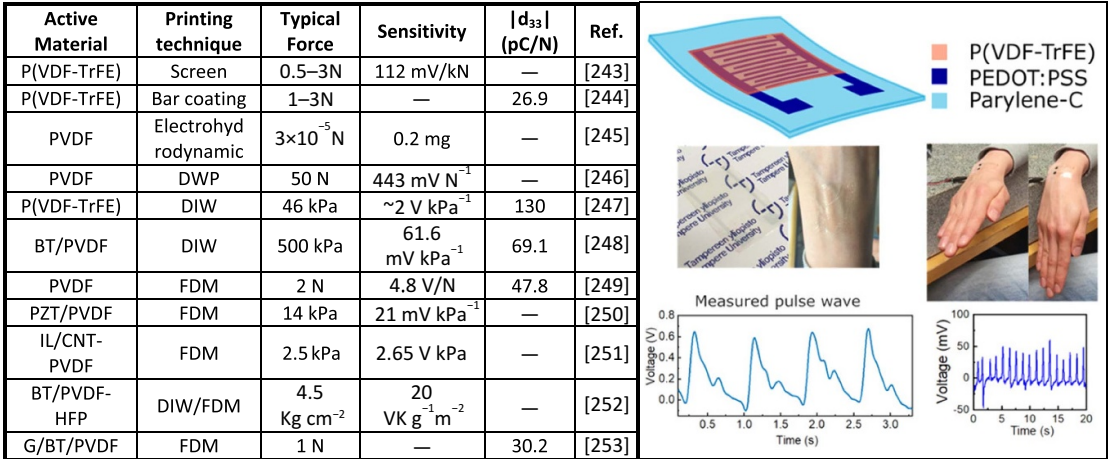 Active Material | Printing technique | Typical Force | Sensitivity | |d₃₃| (pC/N) | Ref.
P(VDF-TrFE) | Screen | 0.5–3N | 112 mV/kN | — | [243]
P(VDF-TrFE) | Bar coating | 1–3N | — | 26.9 | [244]
PVDF | Electrohyd rodynamic | 3×10⁻⁵ N | 0.2 mg | — | [245]
PVDF | DWP | 50 N | 443 mV N⁻¹ | — | [246]
P(VDF-TrFE) | DIW | 46 kPa | ~2 V kPa⁻¹ | 130 | [247]
BT/PVDF | DIW | 500 kPa | 61.6 mV kPa⁻¹ | 69.1 | [248]
PVDF | FDM | 2 N | 4.8 V/N | 47.8 | [249]
PZT/PVDF | FDM | 14 kPa | 21 mV kPa⁻¹ | — | [250]
IL/CNT-PVDF | FDM | 2.5 kPa | 2.65 V kPa | — | [251]
BT/PVDF-HFP | DIW/FDM | 4.5 Kg cm⁻² | 20 VK g⁻¹m⁻² | — | [252]
G/BT/PVDF | FDM | 1 N | — | 30.2 | [253]
P(VDF-TrFE)
PEDOT:PSS
Parylene-C
Tampereen yliopisto
Tampere University
Measured pulse wave
Voltage (V)
0.8
0.6
0.4
0.2
0.0
0.5 1.0 1.5 2.0 2.5 3.0
Time (s)
Voltage (mV)
100
50
0
-50
0 5 10 15 20
Time (s)